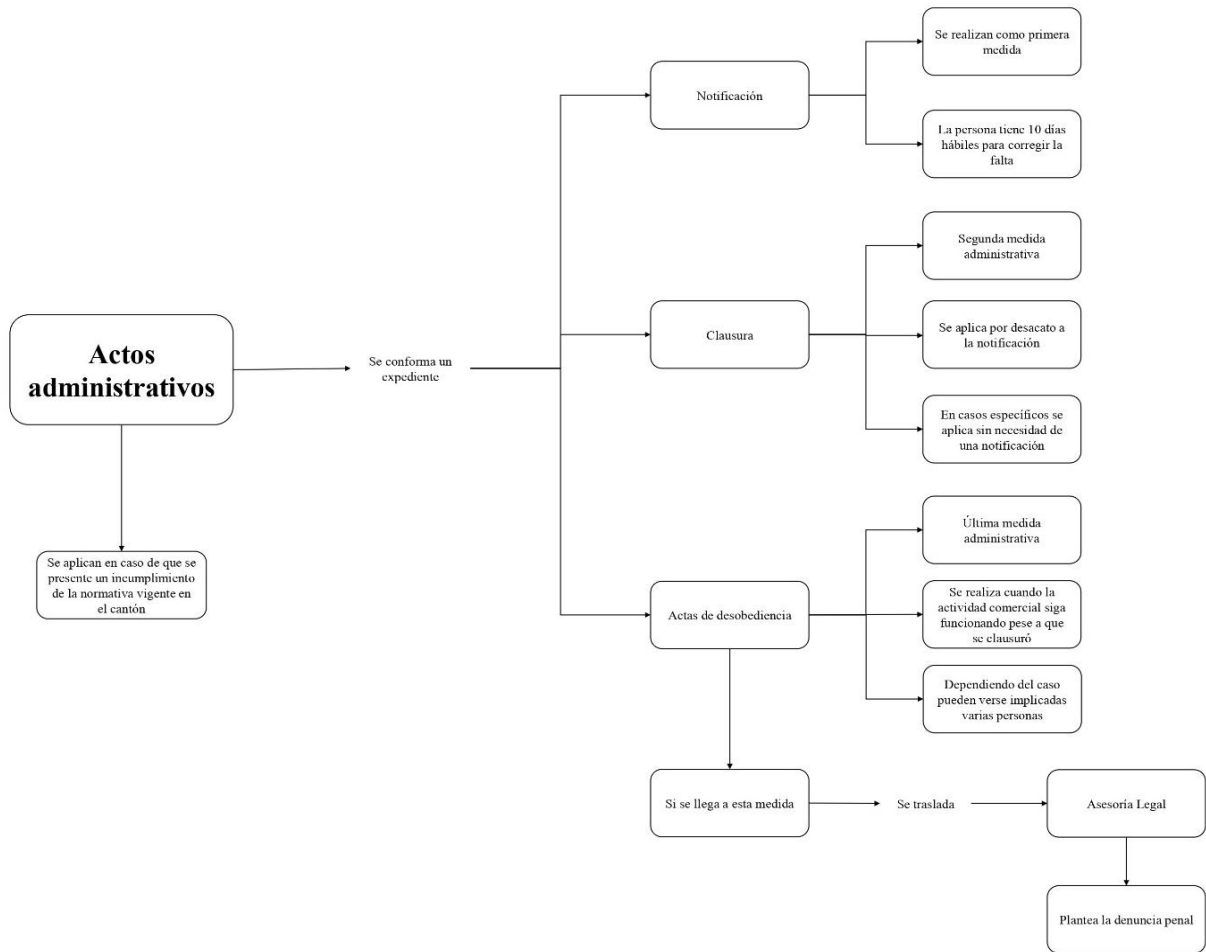 Actos
administrativos
Se aplican en caso de que se
presente un incumplimiento
de la normativa vigente en
el cantón
Se conforma un
expediente
Notificación
Se realizan como primera
medida
La persona tiene 10 días
hábiles para corregir la
falta
Clausura
Segunda medida
administrativa
Se aplica por desacato a
la notificación
En casos específicos se
aplica sin necesidad de
una notificación
Actas de desobediencia
Última medida
administrativa
Se realiza cuando la
actividad comercial siga
funcionando pese a que
se clausuró
Dependiendo del caso
pueden verse implicadas
varias personas
Si se llega a esta medida
Se traslada
Asesoría Legal
Plantea la denuncia penal